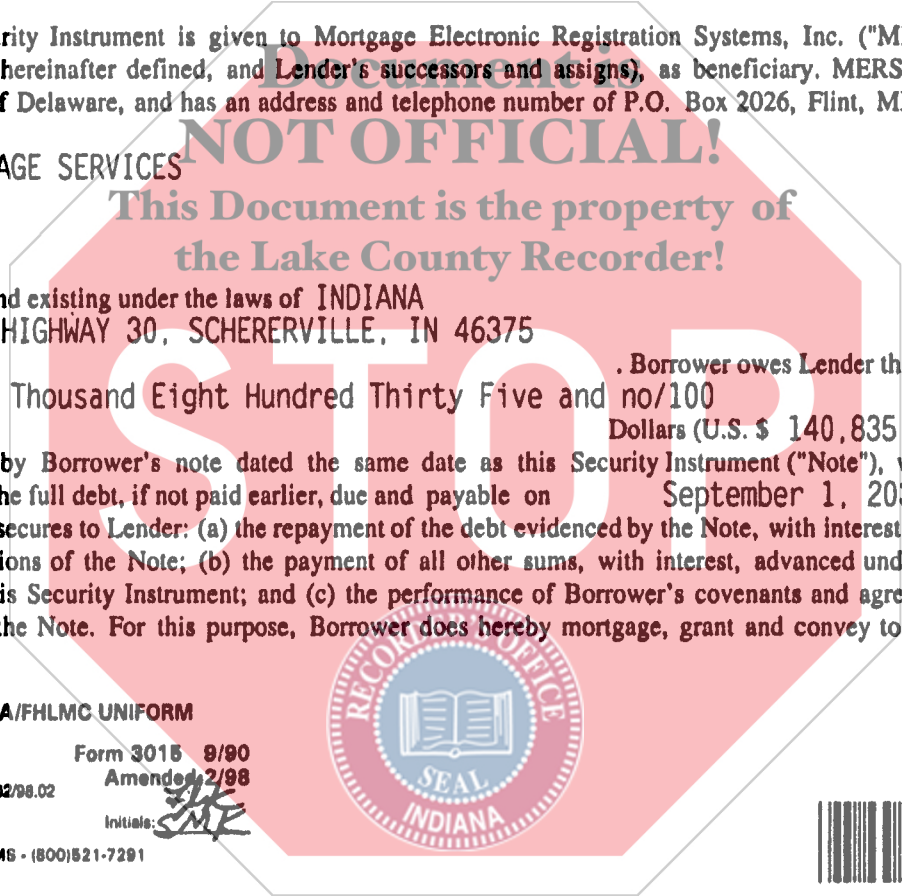 rity Instrument is given to Mortgage Electronic Registration Systems, Inc. ("M
Document is
hereinafter defined, and Lender's successors and assigns), as beneficiary. MERS
f Delaware, and has an address and telephone number of P.O. Box 2026, Flint, M
NOT OFFICIAL!
AGE SERVICES
This Document is the property of
the Lake County Recorder!
nd existing under the laws of INDIANA
HIGHWAY 30, SCHERERVILLE, IN 46375
STOP
. Borrower owes Lender th
Thousand Eight Hundred Thirty Five and no/100
Dollars (U.S. $ 140,835
by Borrower's note dated the same date as this Security Instrument ("Note"),
he full debt, if not paid earlier, due and payable on September 1, 20
secures to Lender: (a) the repayment of the debt evidenced by the Note, with interest
ions of the Note; (b) the payment of all other sums, with interest, advanced und
is Security Instrument; and (c) the performance of Borrower's covenants and agre
he Note. For this purpose, Borrower does hereby mortgage, grant and convey to
RECORDER'S OFFICE
SEAL
INDIANA
A/FHLMC UNIFORM
Form 3015 9/90
Amended 2/98
2/98.02
Initials:
MS - (800)521-7291